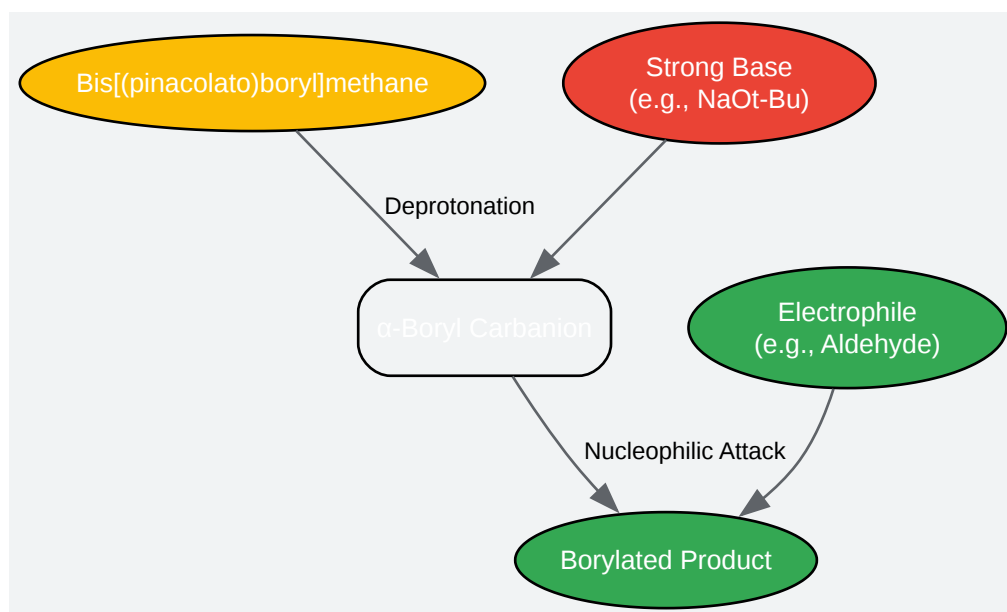 Bis[(pinacolato)boryl]methane
Strong Base
(e.g., NaOt-Bu)
Deprotonation
α-Boryl Carbanion
Electrophile
(e.g., Aldehyde)
Nucleophilic Attack
Borylated Product